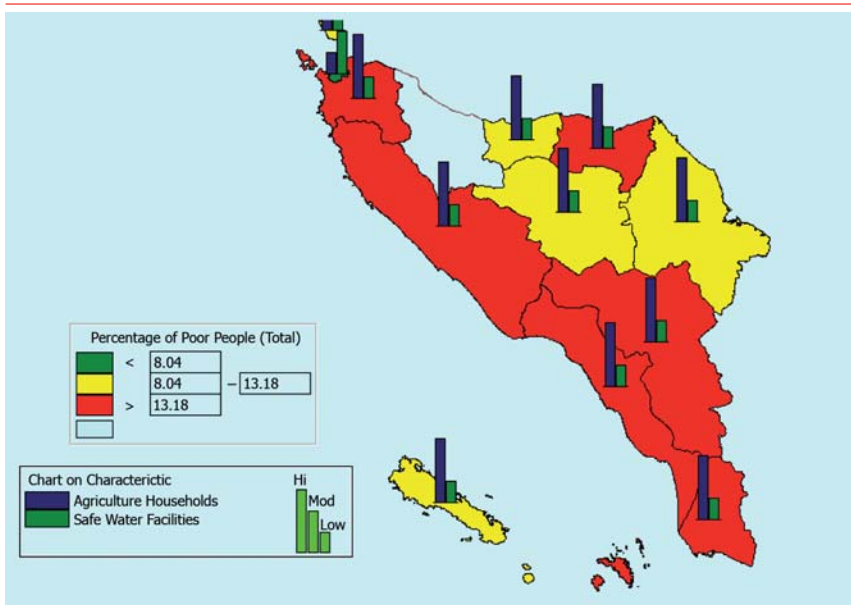 Percentage of Poor People (Total)
< 8.04
8.04 – 13.18
> 13.18
Chart on Characterictic
Agriculture Households
Safe Water Facilities
Hi
Mod
Low